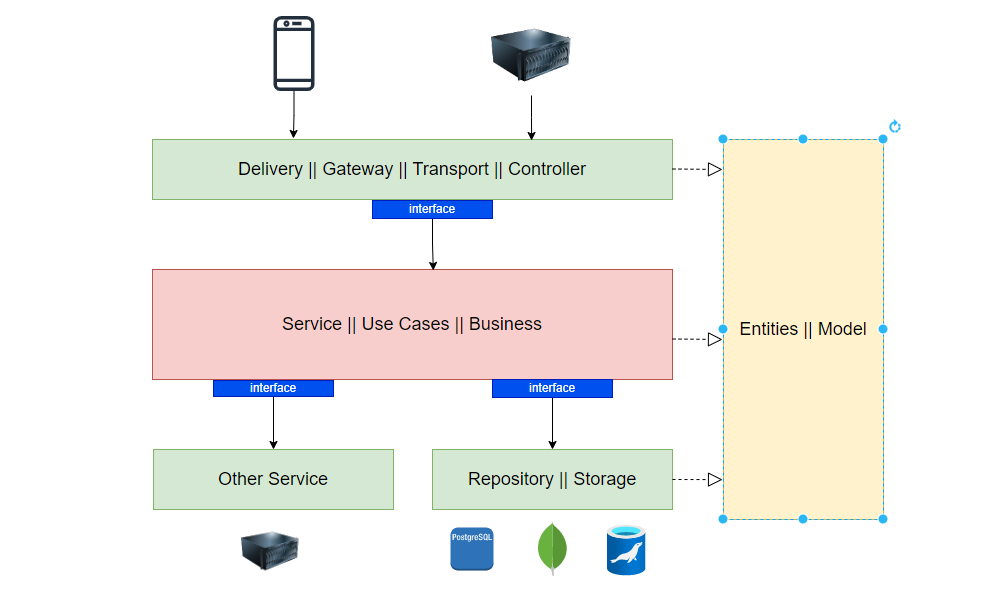 Delivery || Gateway || Transport || Controller
interface
Service || Use Cases || Business
Entities || Model
interface
interface
Other Service
Repository || Storage
PostgreSQL